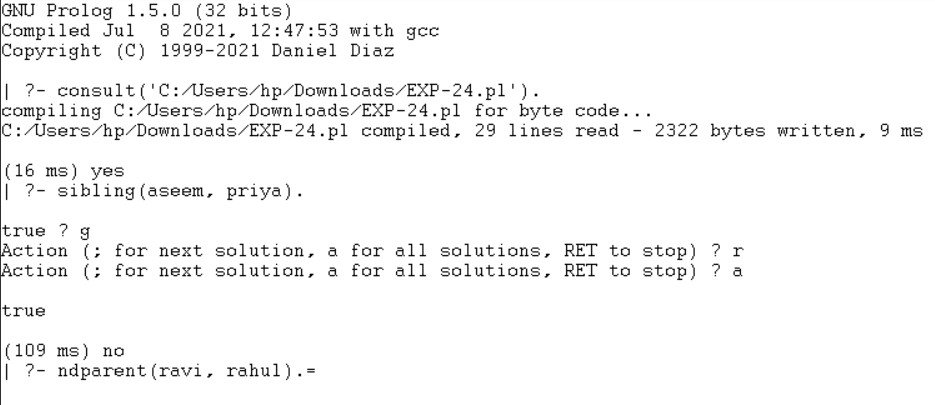 GNU Prolog 1.5.0 (32 bits)
Compiled Jul  8 2021, 12:47:53 with gcc
Copyright (C) 1999-2021 Daniel Diaz
| ?- consult('C:/Users/hp/Downloads/EXP-24.pl').
compiling C:/Users/hp/Downloads/EXP-24.pl for byte code...
C:/Users/hp/Downloads/EXP-24.pl compiled, 29 lines read - 2322 bytes written, 9 ms
(16 ms) yes
| ?- sibling(aseem, priya).
true ? g
Action (; for next solution, a for all solutions, RET to stop) ? r
Action (; for next solution, a for all solutions, RET to stop) ? a
true
(109 ms) no
| ?- ndparent(ravi, rahul).=